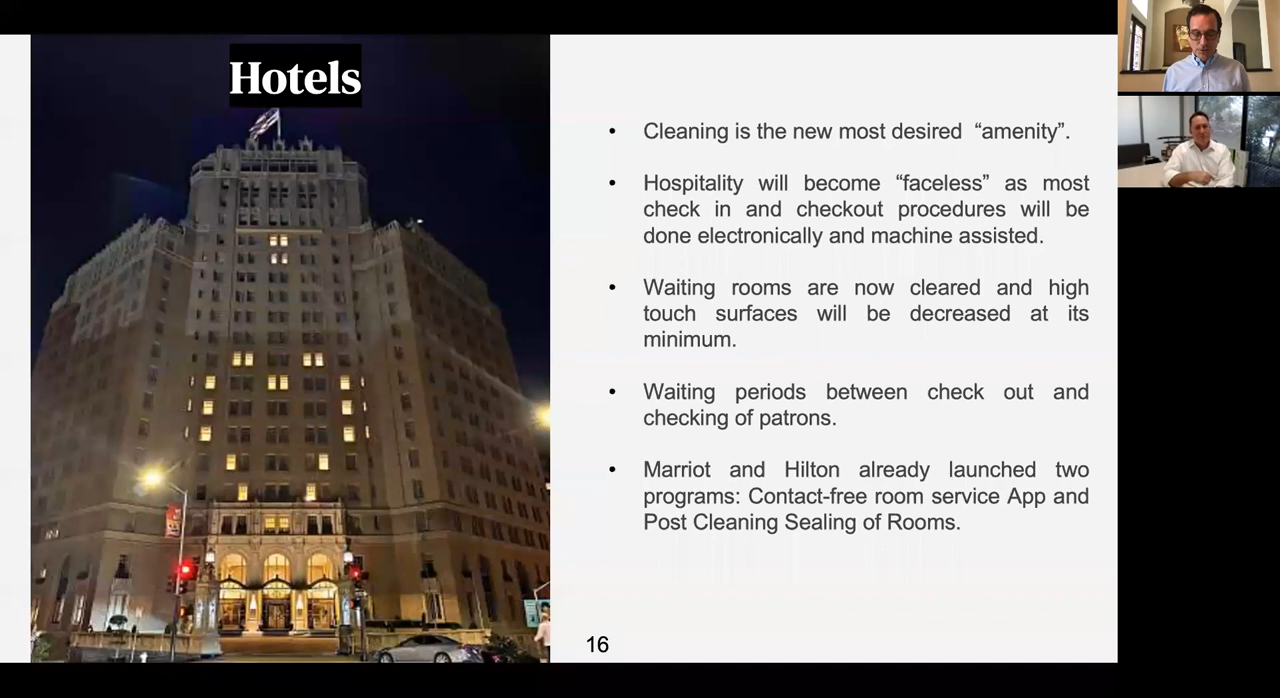 Hotels
• Cleaning is the new most desired “amenity”.
• Hospitality will become “faceless” as most
check in and checkout procedures will be
done electronically and machine assisted.
• Waiting rooms are now cleared and high
touch surfaces will be decreased at its
minimum.
• Waiting periods between check out and
checking of patrons.
• Marriot and Hilton already launched two
programs: Contact-free room service App and
Post Cleaning Sealing of Rooms.
16